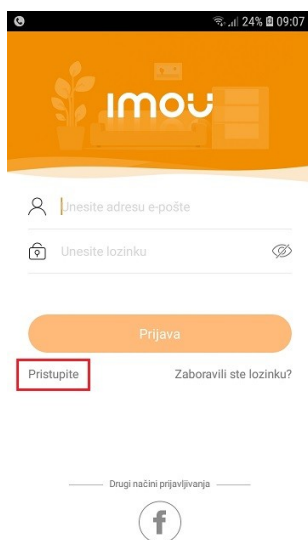 24% 09:07
imou
Unesite adresu e-pošte
Unesite lozinku
Prijava
Pristupite
Zaboravili ste lozinku?
Drugi načini prijavljivanja
f